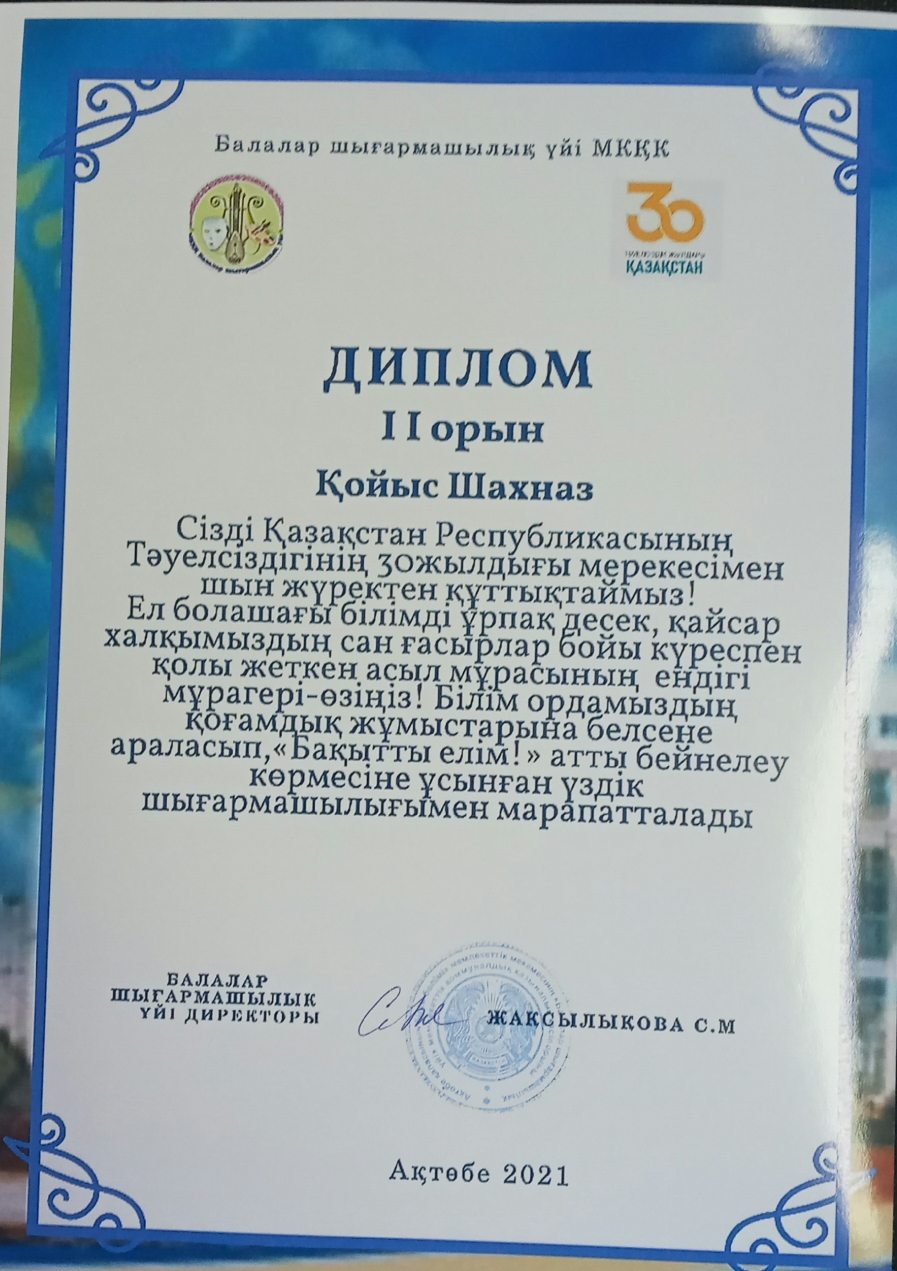 Балалар шығармашылық үйі МКҚК
30
ҚАЗАҚСТАН
ДИПЛОМ
I I орын
Қойыс Шахназ
Сізді Қазақстан Республикасының
Тәуелсіздігінің 30жылдығы мерекесімен
шын жүректен құттықтаймыз!
Ел болашағы білімді ұрпақ десек, қайсар
халқымыздың сан ғасырлар бойы күреспен
қолы жеткен асыл мұрасының ендігі
мұрагері-өзіңіз! Білім ордамыздың
қоғамдық жұмыстарына белсене
араласып,«Бақытты елім!» атты бейнелеу
көрмесіне ұсынған үздік
шығармашылығымен марапатталады
БАЛАЛАР
ШЫҒАРМАШЫЛЫҚ
ҮЙІ ДИРЕКТОРЫ
ЖАҚСЫЛЫҚОВА С.М
Ақтөбе 2021